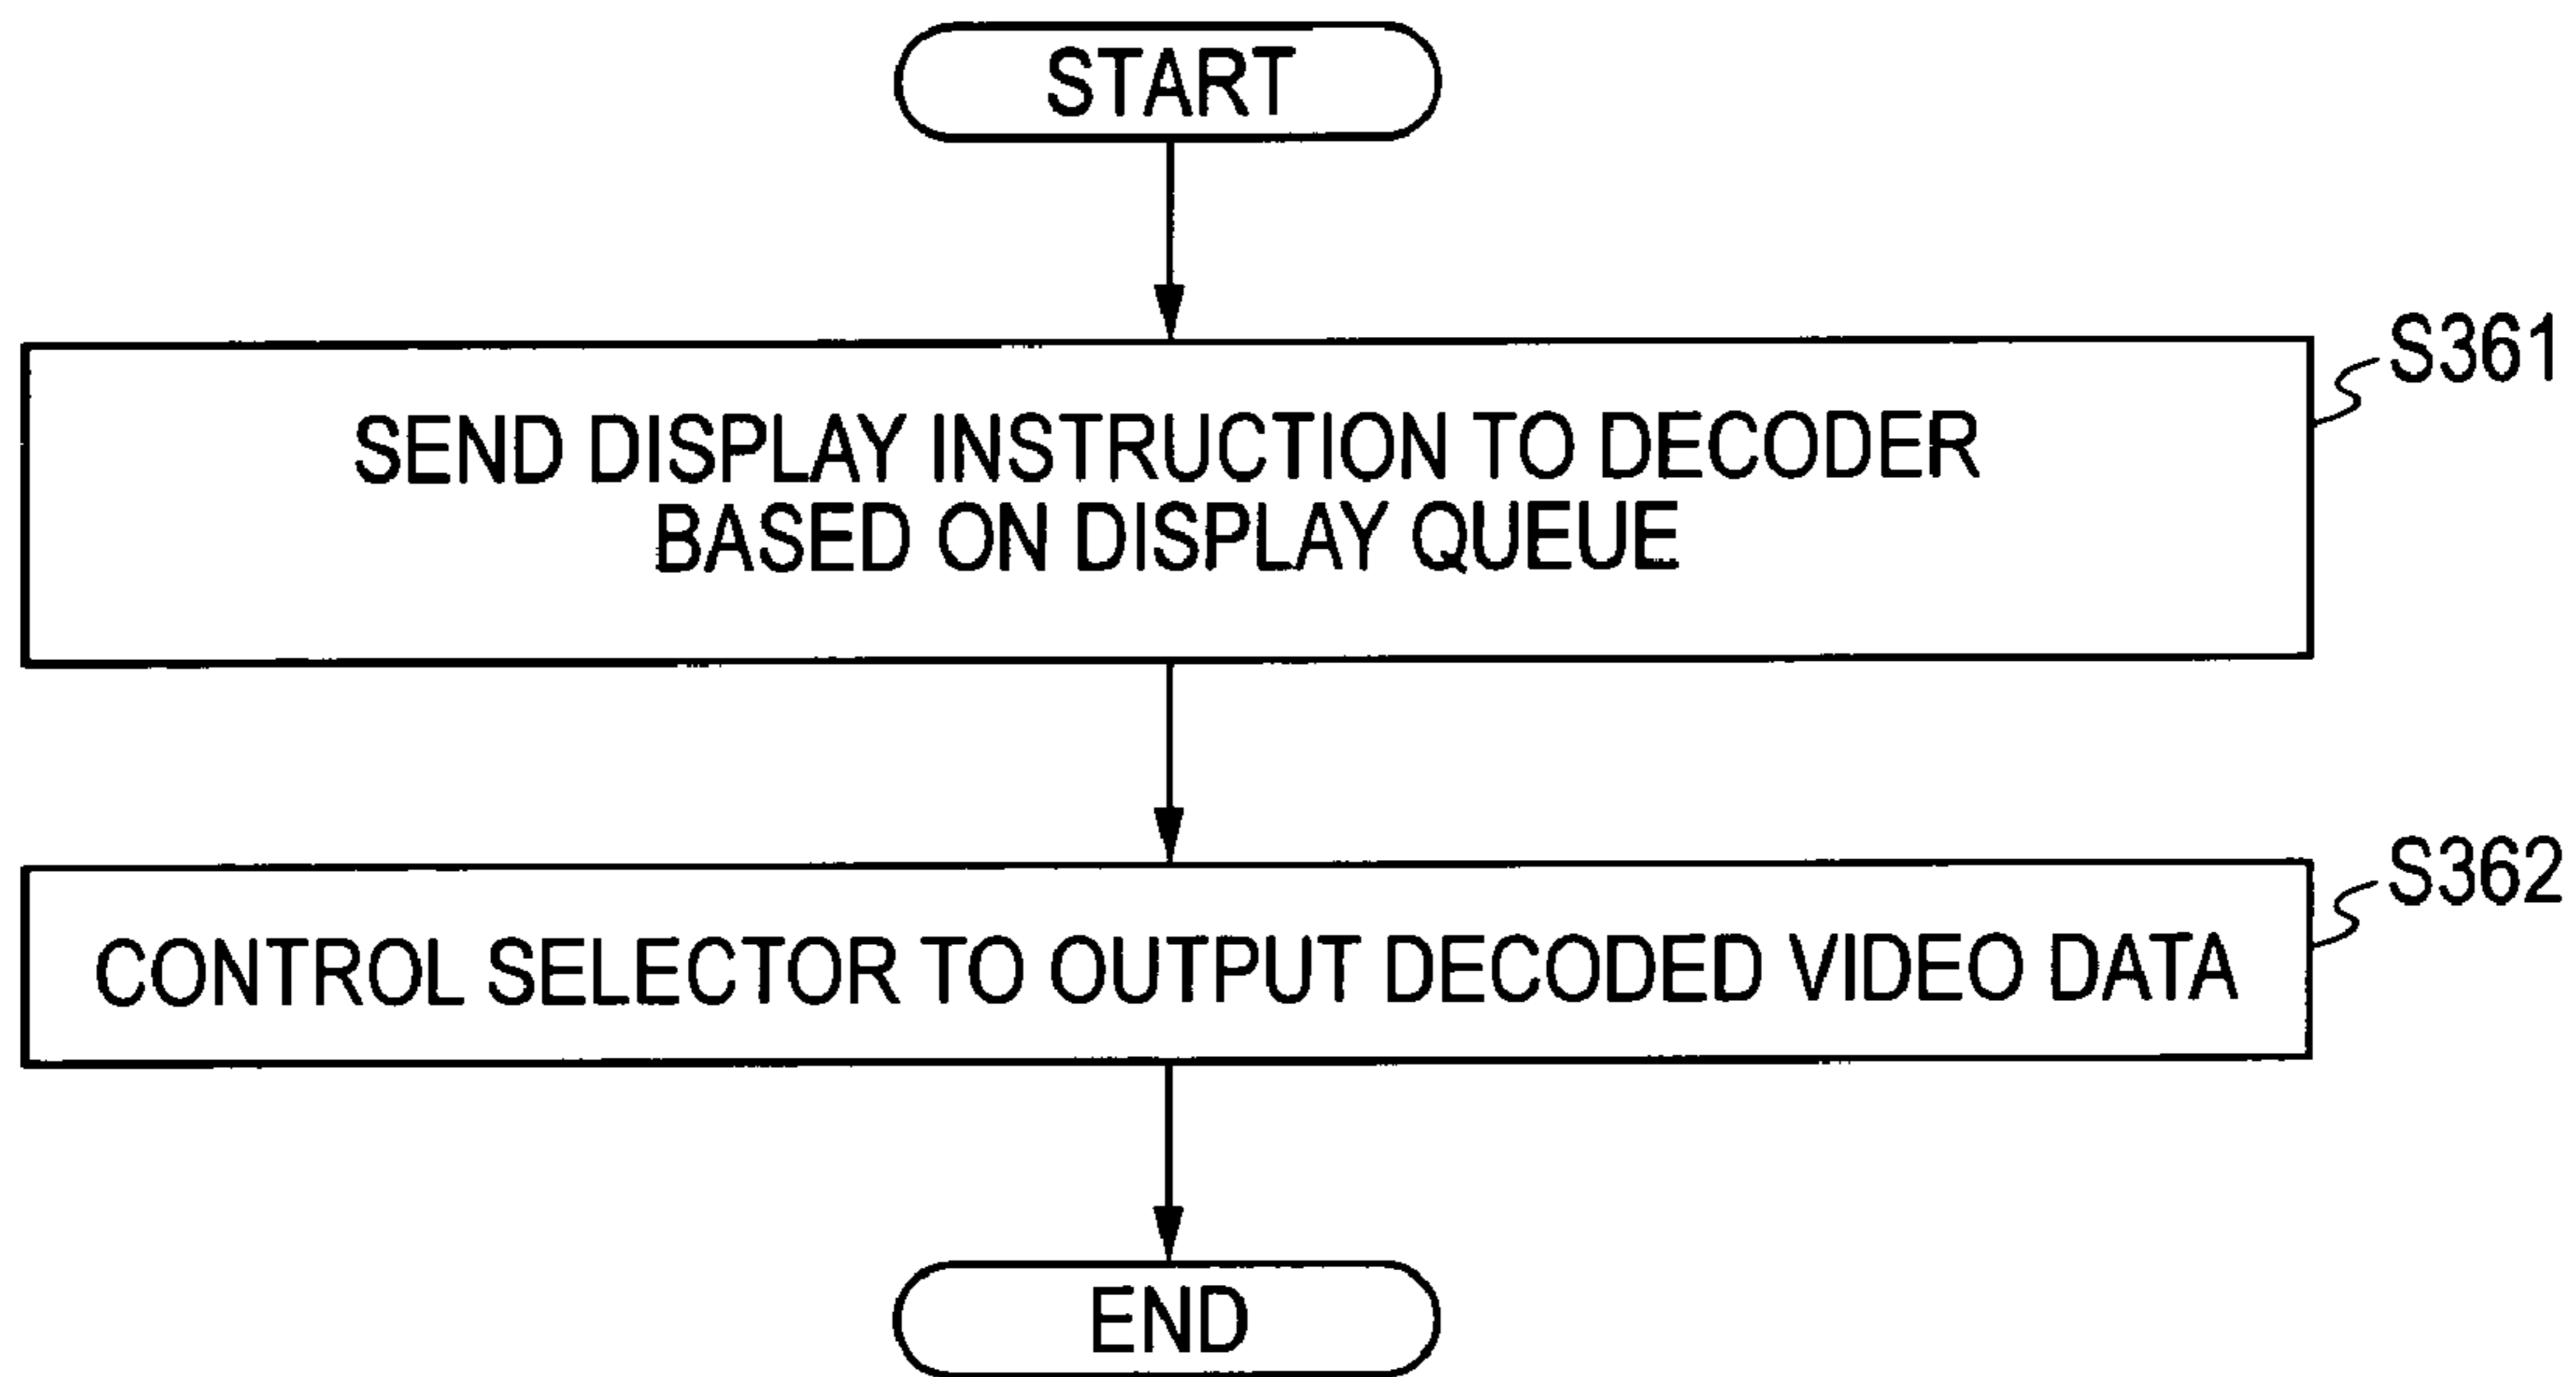 START
S361
SEND DISPLAY INSTRUCTION TO DECODER
BASED ON DISPLAY QUEUE
S362
CONTROL SELECTOR TO OUTPUT DECODED VIDEO DATA
END